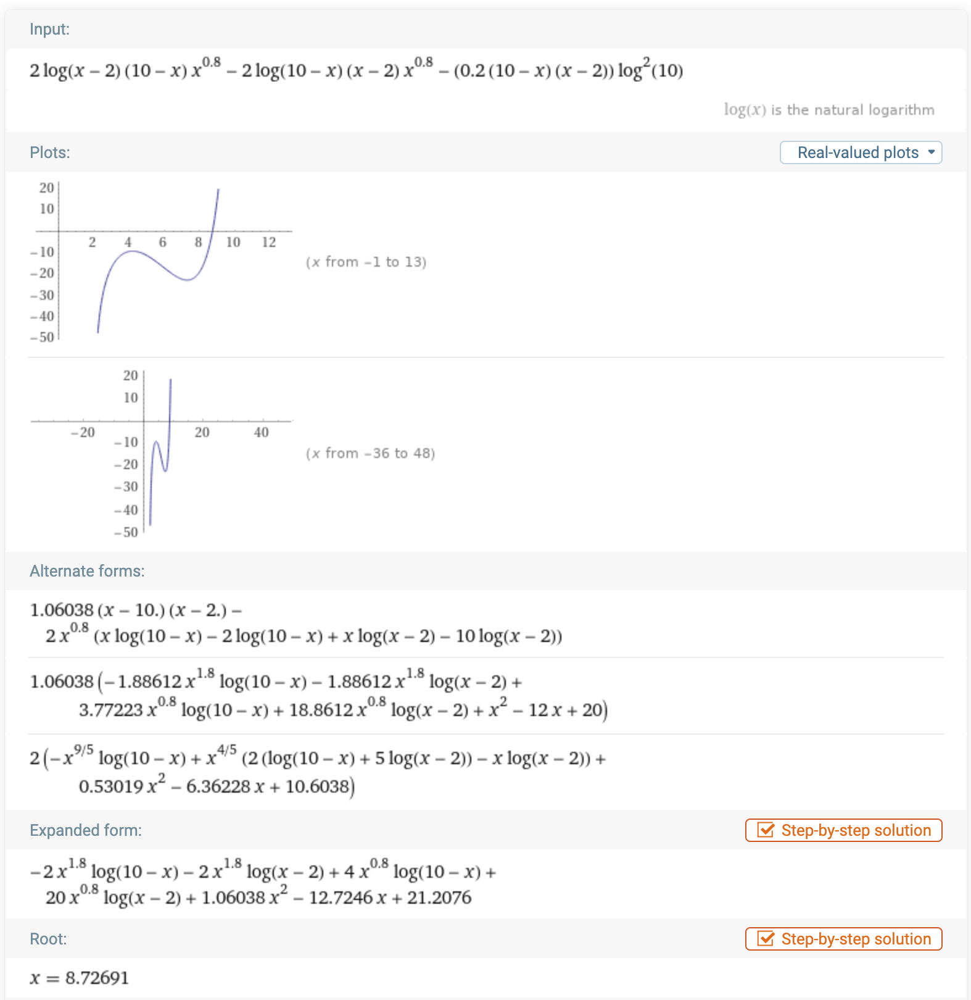 Input:
2 log(x − 2) (10 − x) x^0.8 − 2 log(10 − x) (x − 2) x^0.8 − (0.2 (10 − x) (x − 2)) log^2(10)
log(x) is the natural logarithm
Plots:
Real-valued plots
20
10
2 4 6 8 10 12
−10
(x from −1 to 13)
−20
−30
−40
−50
20
10
−20 20 40
−10
(x from −36 to 48)
−20
−30
−40
−50
Alternate forms:
1.06038 (x − 10.) (x − 2.) −
2 x^0.8 (x log(10 − x) − 2 log(10 − x) + x log(x − 2) − 10 log(x − 2))
1.06038 (−1.88612 x^1.8 log(10 − x) − 1.88612 x^1.8 log(x − 2) +
3.77223 x^0.8 log(10 − x) + 18.8612 x^0.8 log(x − 2) + x^2 − 12 x + 20)
2 (−x^9/5 log(10 − x) + x^4/5 (2 (log(10 − x) + 5 log(x − 2)) − x log(x − 2)) +
0.53019 x^2 − 6.36228 x + 10.6038)
Expanded form:
Step-by-step solution
−2 x^1.8 log(10 − x) − 2 x^1.8 log(x − 2) + 4 x^0.8 log(10 − x) +
20 x^0.8 log(x − 2) + 1.06038 x^2 − 12.7246 x + 21.2076
Root:
Step-by-step solution
x = 8.72691